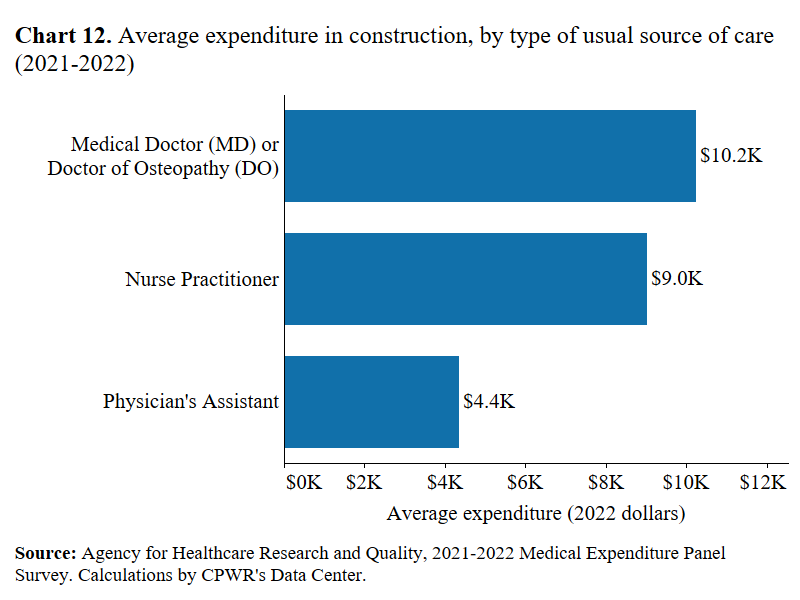 Chart 12. Average expenditure in construction, by type of usual source of care
(2021-2022)
Medical Doctor (MD) or
Doctor of Osteopathy (DO)
$10.2K
Nurse Practitioner
$9.0K
Physician's Assistant
$4.4K
$0K $2K $4K $6K $8K $10K $12K
Average expenditure (2022 dollars)
Source: Agency for Healthcare Research and Quality, 2021-2022 Medical Expenditure Panel
Survey. Calculations by CPWR's Data Center.